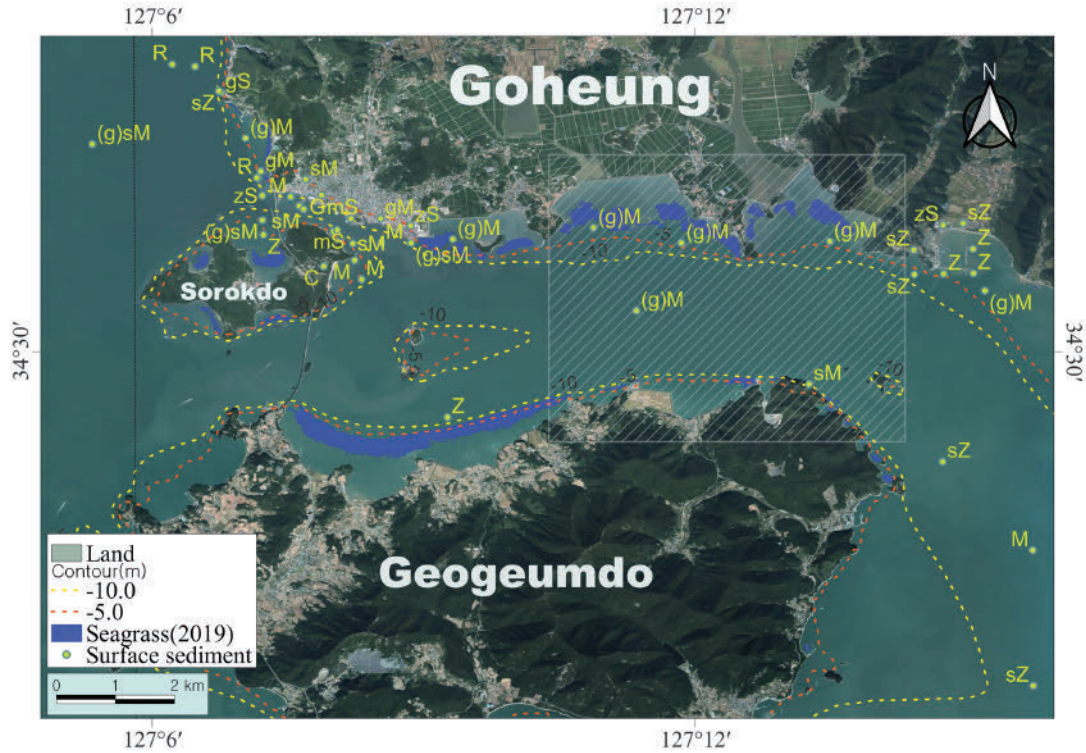 127°6′ 127°12′
R R
Goheung
N
gS
sZ
(g)sM
(g)M
R gM sM
zS M
GmS gM zS
(g)sM sM mS M (g)M
Z sM (g)sM
C M M
(g)M (g)M (g)M
-10 -5
zS sZ
sZ Z
sZ Z Z
(g)M
Sorokdo
-10
(g)M
-10
-5
34°30′ 34°30′
-10 -5 sM -10
Z
sZ
M
Geogeumdo
sZ
Land
Contour(m)
-10.0
-5.0
Seagrass(2019)
Surface sediment
0 1 2 km
127°6′ 127°12′